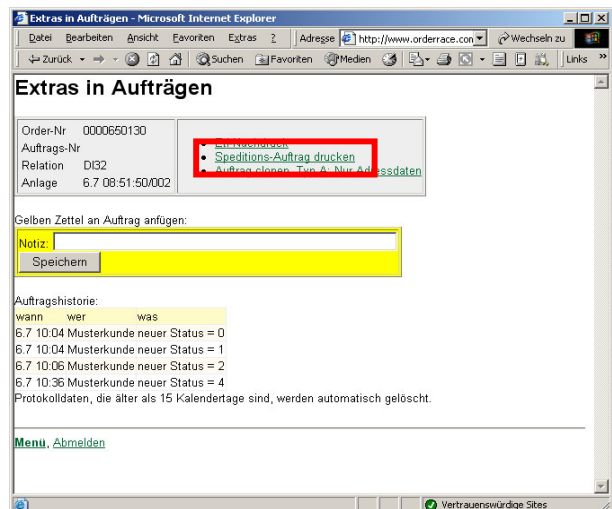 Extras in Aufträgen - Microsoft Internet Explorer
Datei Bearbeiten Ansicht Favoriten Extras ? Adresse http://www.orderrace.con Wechseln zu
Zurück Suchen Favoriten Medien Links »
Extras in Aufträgen
Order-Nr 0000650130
Auftrags-Nr
Relation DI32
Anlage 6.7 08:51:50/002
Nachdruck
Speditions-Auftrag drucken
Auftrag clonen, Typ A: Nur Adressdaten
Gelben Zettel an Auftrag anfügen:
Notiz:
Speichern
Auftragshistorie:
wann wer was
6.7 10:04 Musterkunde neuer Status = 0
6.7 10:04 Musterkunde neuer Status = 1
6.7 10:06 Musterkunde neuer Status = 2
6.7 10:36 Musterkunde neuer Status = 4
Protokolldaten, die älter als 15 Kalendertage sind, werden automatisch gelöscht.
Menü, Abmelden
Vertrauenswürdige Sites